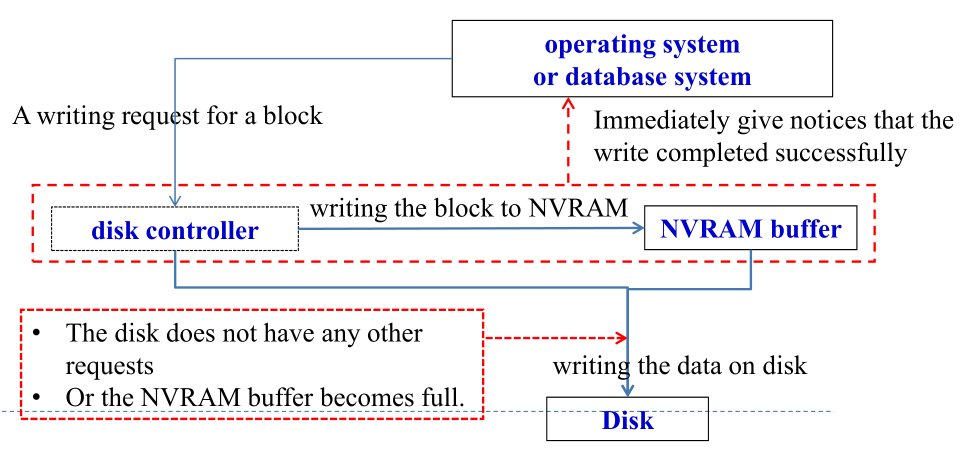 operating system
or database system
A writing request for a block
Immediately give notices that the
write completed successfully
writing the block to NVRAM
disk controller
NVRAM buffer
• The disk does not have any other
requests
• Or the NVRAM buffer becomes full.
writing the data on disk
Disk